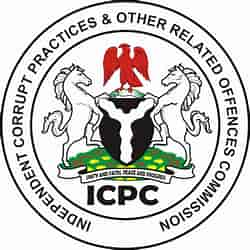 INDEPENDENT CORRUPT PRACTICES & OTHER RELATED OFFENCES COMMISSION
UNITY AND FAITH, PEACE AND PROGRESS
ICPC